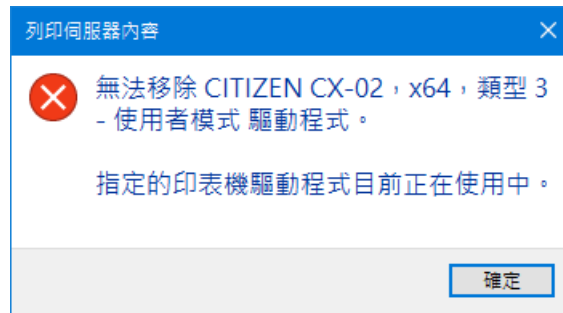 列印伺服器內容
無法移除 CITIZEN CX-02，x64，類型 3
- 使用者模式 驅動程式。
指定的印表機驅動程式目前正在使用中。
確定